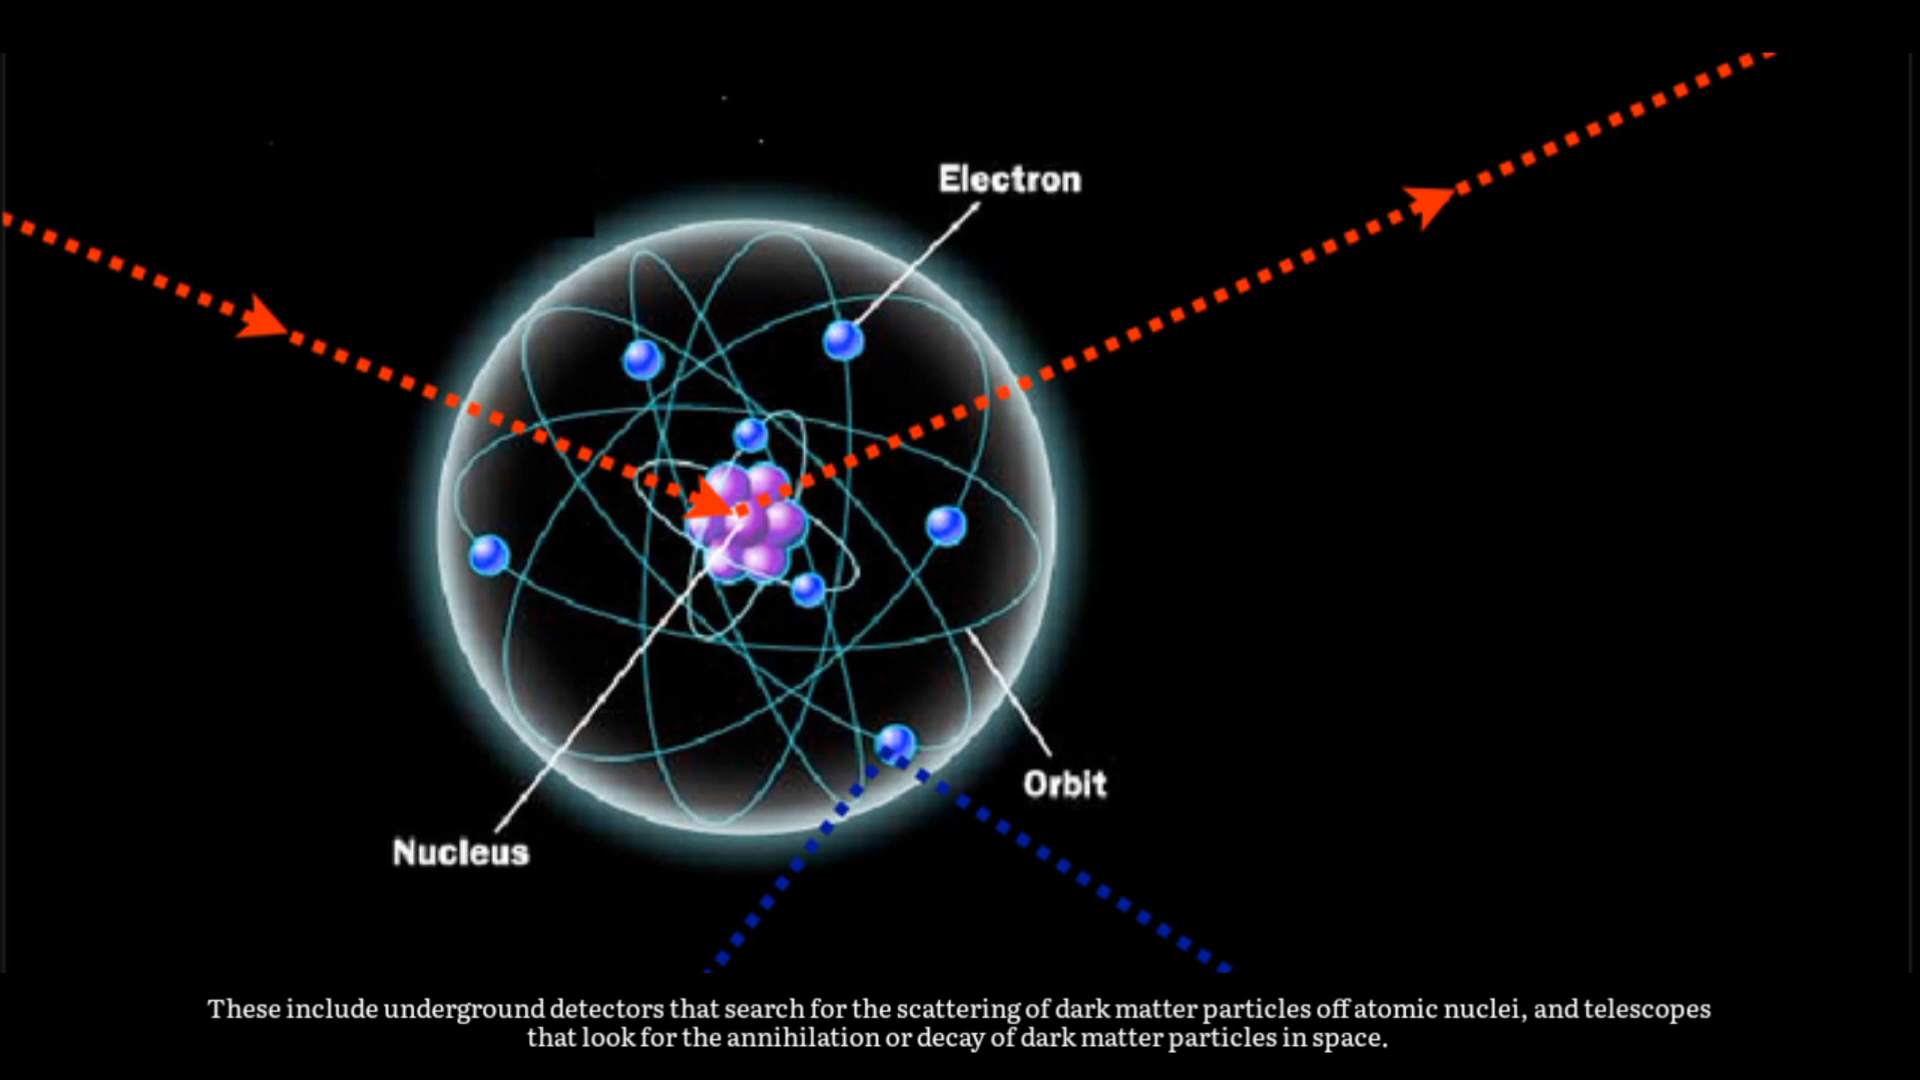 Electron
Orbit
Nucleus
These include underground detectors that search for the scattering of dark matter particles off atomic nuclei, and telescopes
that look for the annihilation or decay of dark matter particles in space.